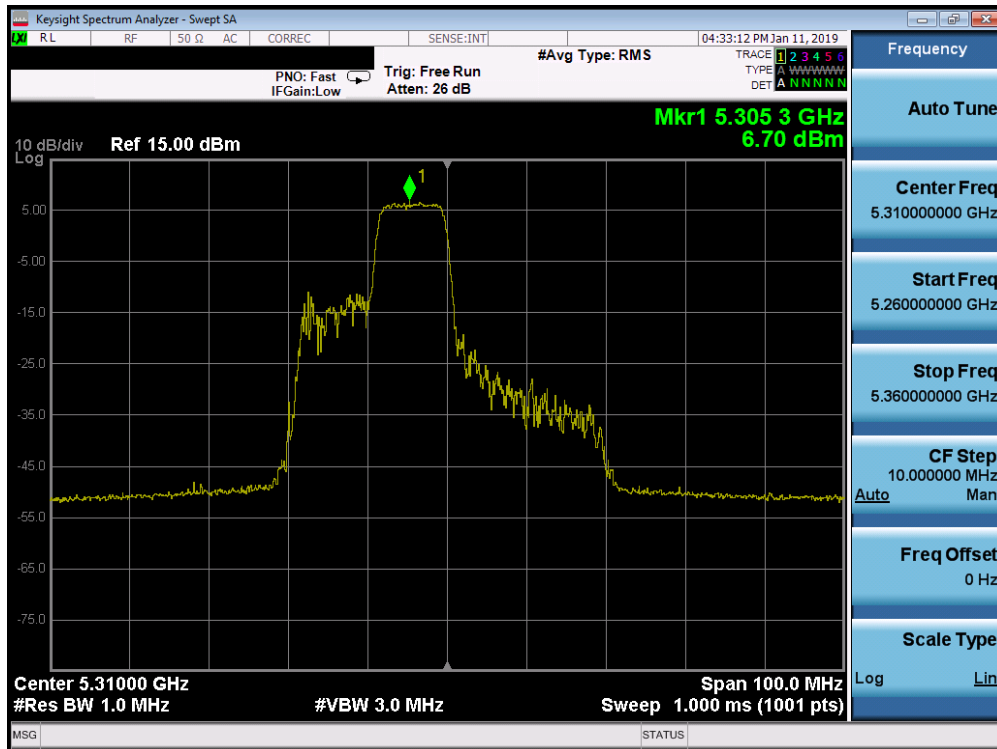 Keysight Spectrum Analyzer - Swept SA
LXI RL RF 50 Ω AC CORREC SENSE:INT 04:33:12 PM Jan 11, 2019
#Avg Type: RMS TRACE 1 2 3 4 5 6
PNO: Fast Trig: Free Run TYPE A WWWWW
IFGain:Low Atten: 26 dB DET A N N N N N
Mkr1 5.305 3 GHz
6.70 dBm
10 dB/div Ref 15.00 dBm
Log
1
5.00
-5.00
-15.0
-25.0
-35.0
-45.0
-55.0
-65.0
-75.0
Center 5.31000 GHz Span 100.0 MHz
#Res BW 1.0 MHz #VBW 3.0 MHz Sweep 1.000 ms (1001 pts)
MSG STATUS
Frequency
Auto Tune
Center Freq
5.310000000 GHz
Start Freq
5.260000000 GHz
Stop Freq
5.360000000 GHz
CF Step
10.000000 MHz
Auto Man
Freq Offset
0 Hz
Scale Type
Log Lin